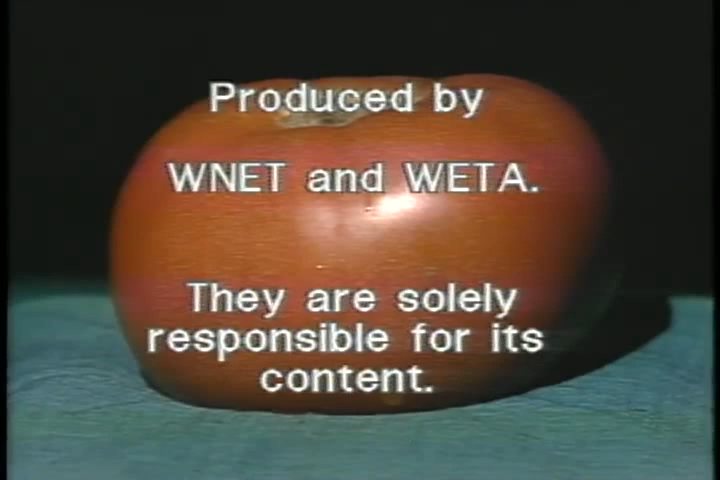 Produced by
WNET and WETA.
They are solely
responsible for its
content.